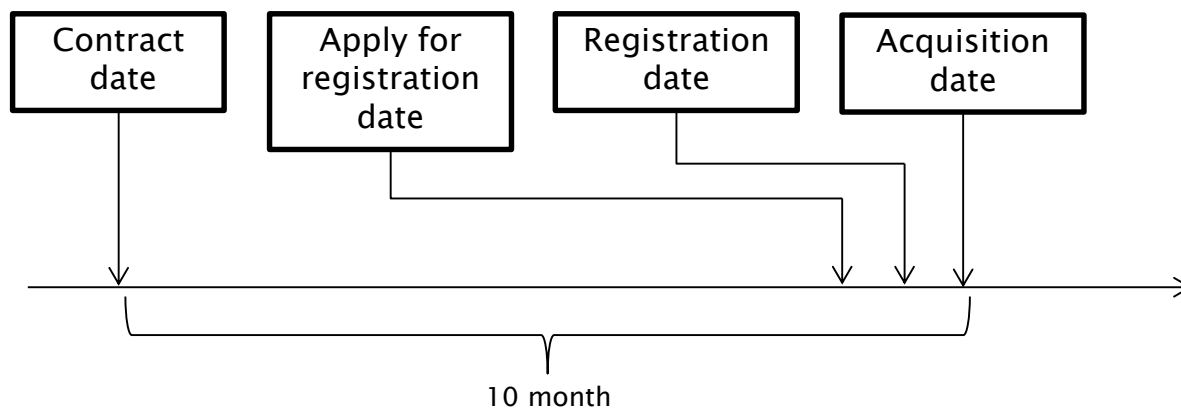 Contract
date
Apply for
registration
date
Registration
date
Acquisition
date
10 month